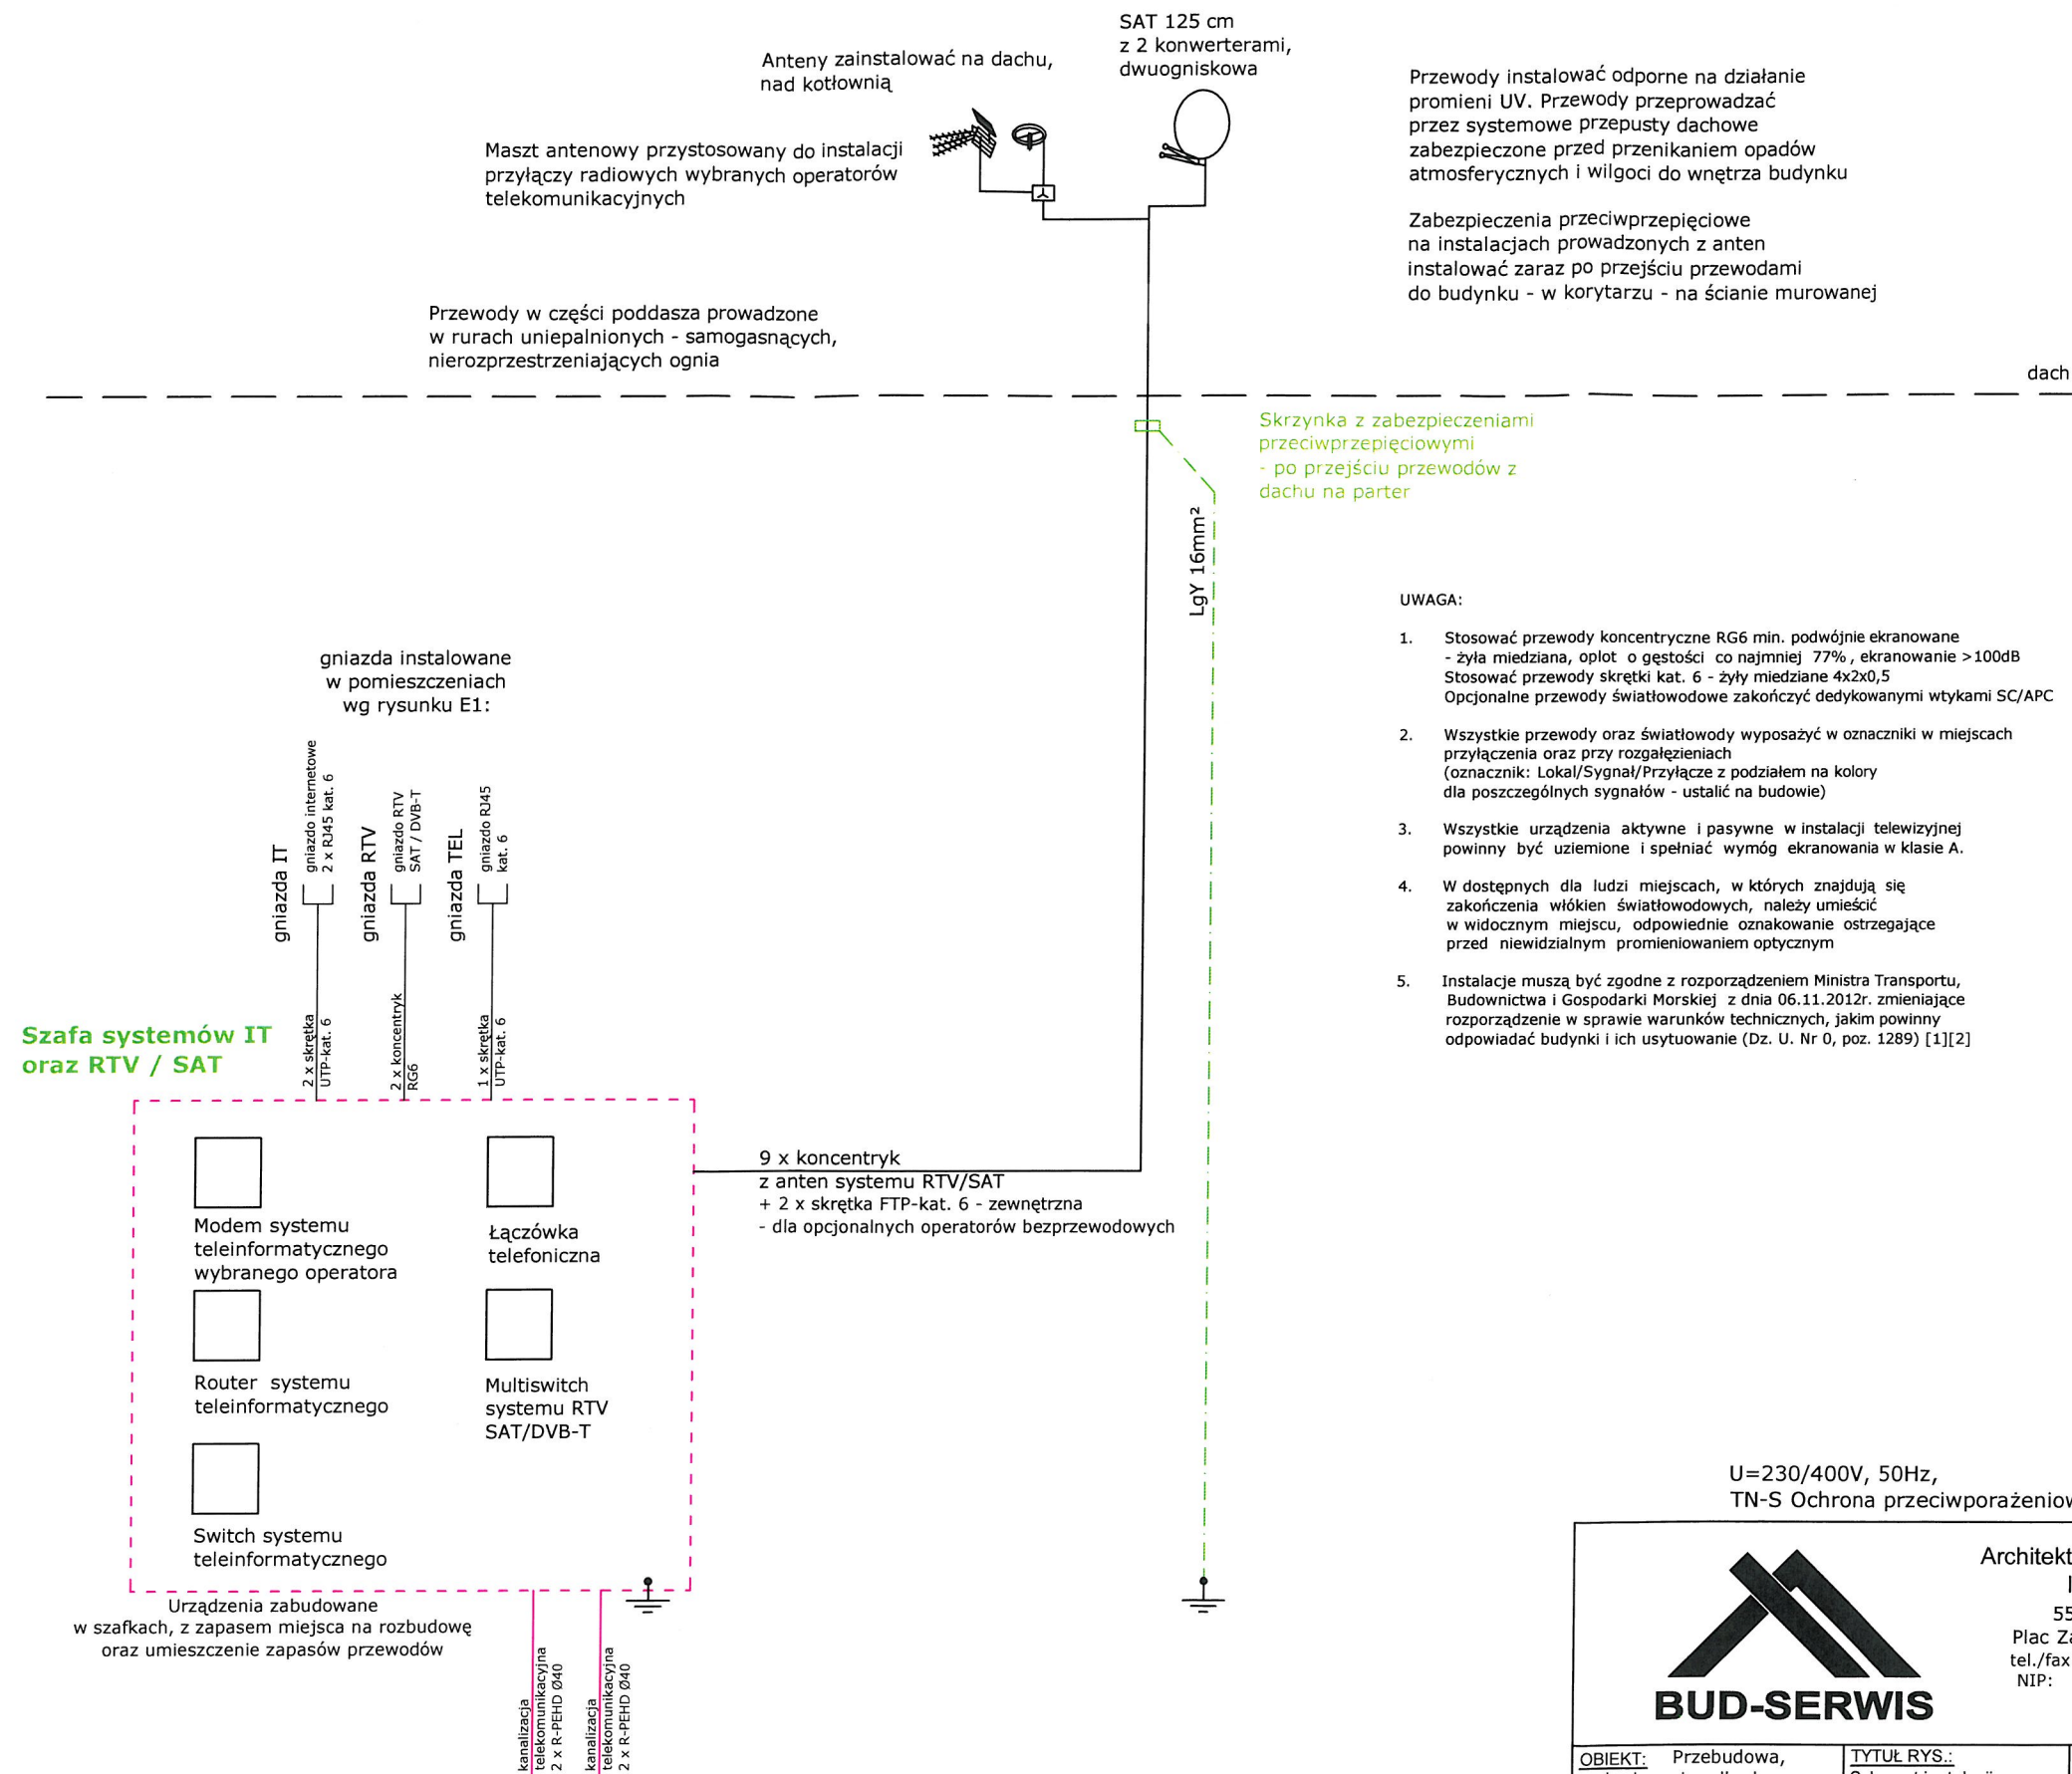 SAT 125 cm
z 2 konwerterami,
dwuogniskowa
Anteny zainstalować na dachu,
nad kotłownią
Maszt antenowy przystosowany do instalacji
przyłączy radiowych wybranych operatorów
telekomunikacyjnych
Przewody instalować odporne na działanie
promieni UV. Przewody przeprowadzać
przez systemowe przepusty dachowe
zabezpieczone przed przenikaniem opadów
atmosferycznych i wilgoci do wnętrza budynku
Zabezpieczenia przeciwprzepięciowe
na instalacjach prowadzonych z anten
instalować zaraz po przejściu przewodami
do budynku - w korytarzu - na ścianie murowanej
Przewody w części poddasza prowadzone
w rurach uniepalnionych - samogasnących,
nierozprzestrzeniających ognia
dach
Skrzynka z zabezpieczeniami
przeciwprzepięciowymi
- po przejściu przewodów z
dachu na parter
LgY 16mm²
UWAGA:
1. Stosować przewody koncentryczne RG6 min. podwójnie ekranowane
- żyła miedziana, oplot o gęstości co najmniej 77% , ekranowanie >100dB
Stosować przewody skrętki kat. 6 - żyły miedziane 4x2x0,5
Opcjonalne przewody światłowodowe zakończyć dedykowanymi wtykami SC/APC
2. Wszystkie przewody oraz światłowody wyposażyć w oznaczniki w miejscach
przyłączenia oraz przy rozgałęzieniach
(oznacznik: Lokal/Sygnał/Przyłącze z podziałem na kolory
dla poszczególnych sygnałów - ustalić na budowie)
3. Wszystkie urządzenia aktywne i pasywne w instalacji telewizyjnej
powinny być uziemione i spełniać wymóg ekranowania w klasie A.
4. W dostępnych dla ludzi miejscach, w których znajdują się
zakończenia włókien światłowodowych, należy umieścić
w widocznym miejscu, odpowiednie oznakowanie ostrzegające
przed niewidzialnym promieniowaniem optycznym
5. Instalacje muszą być zgodne z rozporządzeniem Ministra Transportu,
Budownictwa i Gospodarki Morskiej z dnia 06.11.2012r. zmieniające
rozporządzenie w sprawie warunków technicznych, jakim powinny
odpowiadać budynki i ich usytuowanie (Dz. U. Nr 0, poz. 1289) [1][2]
gniazda instalowane
w pomieszczeniach
wg rysunku E1:
gniazda IT
gniazdo internetowe
2 x RJ45 kat. 6
gniazda RTV
gniazdo RTV
SAT / DVB-T
gniazda TEL
gniazdo RJ45
kat. 6
2 x skrętka
UTP-kat. 6
2 x koncentryk
RG6
1 x skrętka
UTP-kat. 6
Szafa systemów IT
oraz RTV / SAT
9 x koncentryk
z anten systemu RTV/SAT
+ 2 x skrętka FTP-kat. 6 - zewnętrzna
- dla opcjonalnych operatorów bezprzewodowych
Modem systemu
teleinformatycznego
wybranego operatora
Łączówka
telefoniczna
Router systemu
teleinformatycznego
Multiswitch
systemu RTV
SAT/DVB-T
Switch systemu
teleinformatycznego
Urządzenia zabudowane
w szafkach, z zapasem miejsca na rozbudowę
oraz umieszczenie zapasów przewodów
kanalizacja
telekomunikacyjna
2 x R-PEHD Ø40
kanalizacja
telekomunikacyjna
2 x R-PEHD Ø40
U=230/400V, 50Hz,
TN-S Ochrona
BUD-SERWIS
Plac
tel./fax
NIP:
OBIEKT: Przebudowa,
TYTUŁ RYS.: